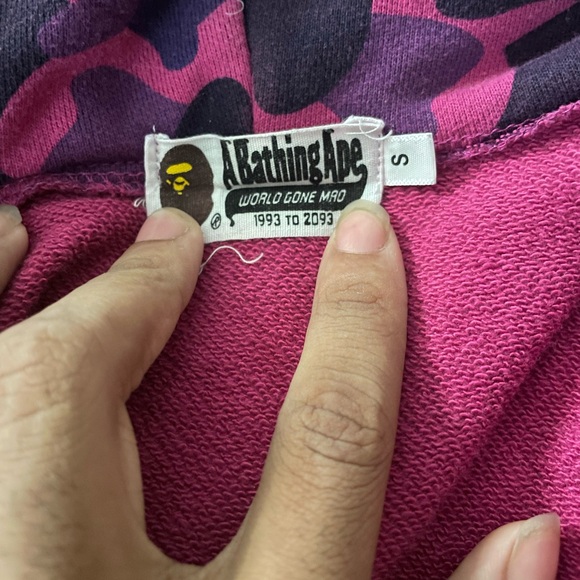 A Bathing Ape
WORLD GONE MAD
® 1993 TO 2093
S